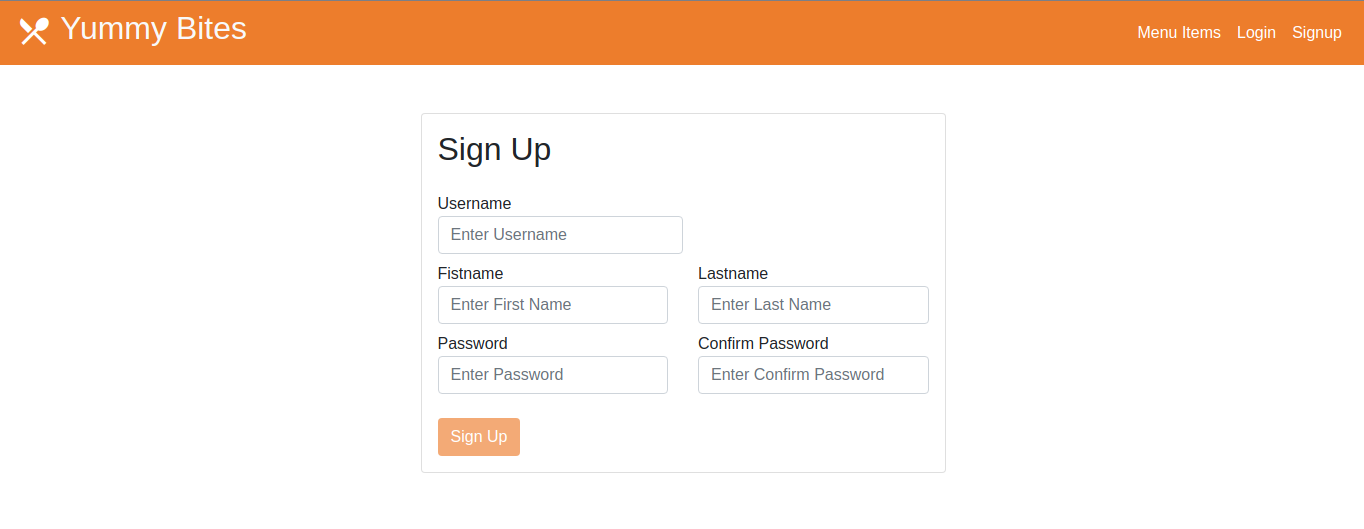 Yummy Bites
Menu Items Login Signup
Sign Up
Username
Enter Username
Fistname Lastname
Enter First Name Enter Last Name
Password Confirm Password
Enter Password Enter Confirm Password
Sign Up